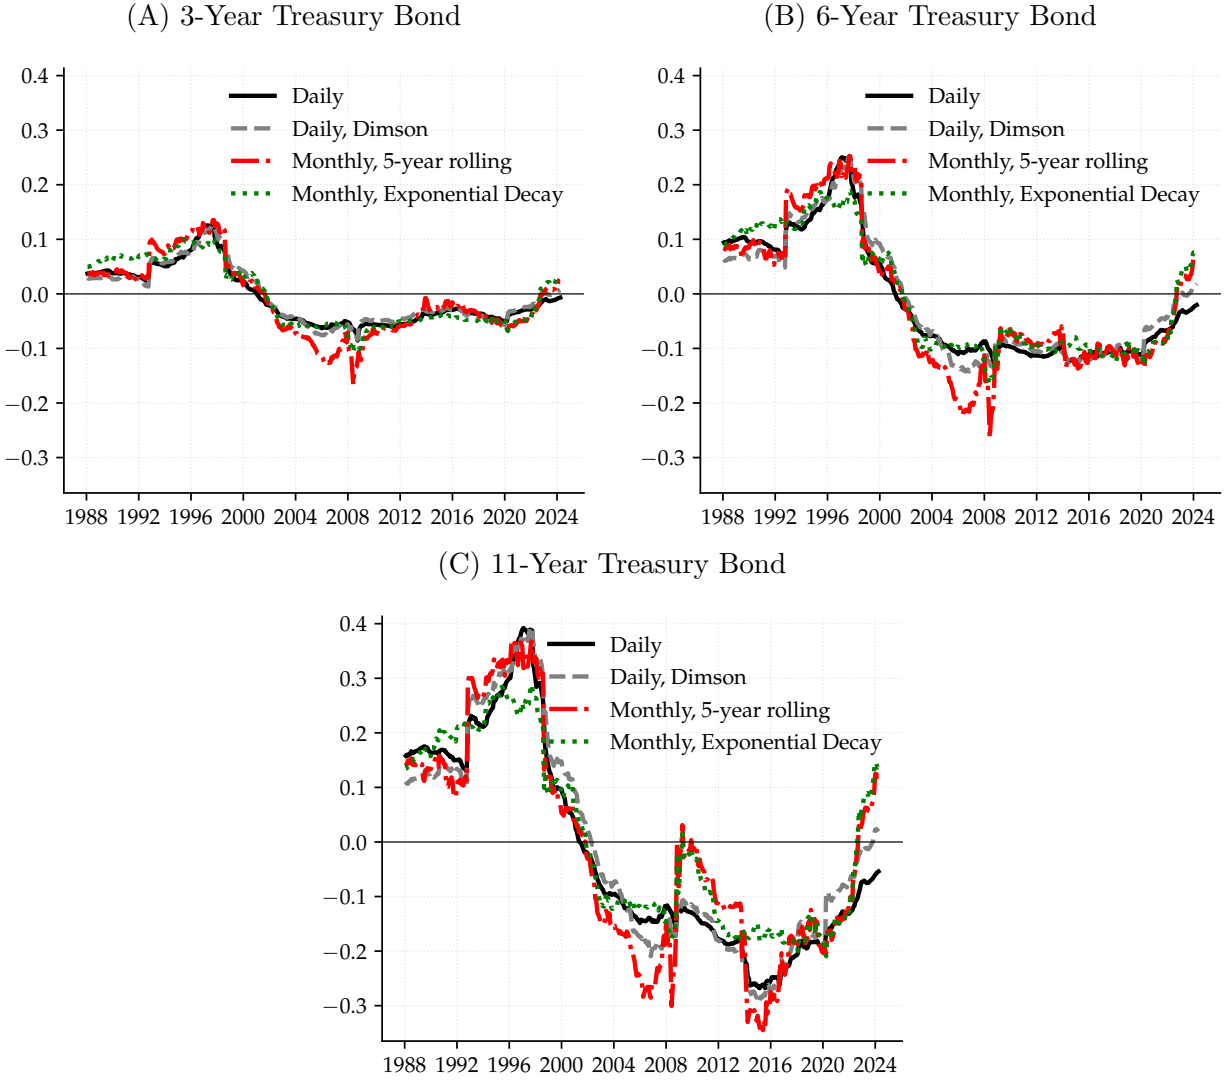 (A) 3-Year Treasury Bond
0.4
0.3
0.2
0.1
0.0
−0.1
−0.2
−0.3
Daily
Daily, Dimson
Monthly, 5-year rolling
Monthly, Exponential Decay
1988 1992 1996 2000 2004 2008 2012 2016 2020 2024
(B) 6-Year Treasury Bond
0.4
0.3
0.2
0.1
0.0
−0.1
−0.2
−0.3
Daily
Daily, Dimson
Monthly, 5-year rolling
Monthly, Exponential Decay
1988 1992 1996 2000 2004 2008 2012 2016 2020 2024
(C) 11-Year Treasury Bond
0.4
0.3
0.2
0.1
0.0
−0.1
−0.2
−0.3
Daily
Daily, Dimson
Monthly, 5-year rolling
Monthly, Exponential Decay
1988 1992 1996 2000 2004 2008 2012 2016 2020 2024